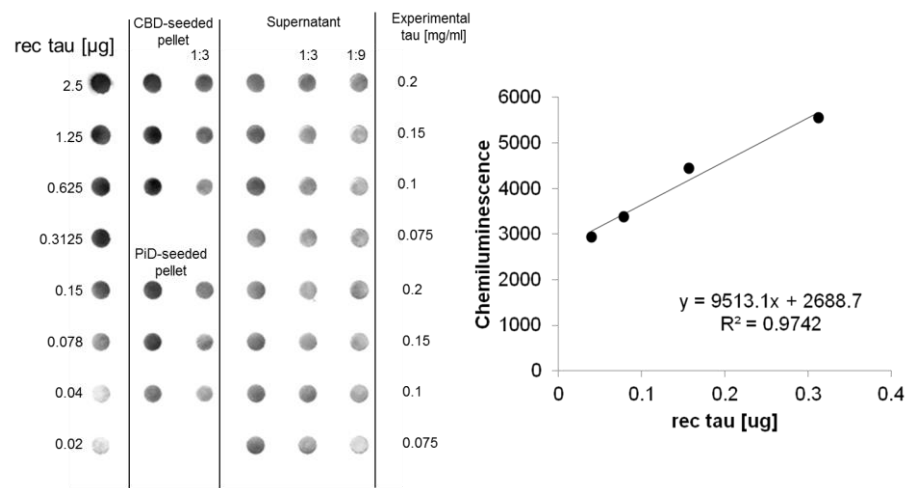 CBD-seeded
pellet
Supernatant
Experimental
tau [mg/ml]
rec tau [µg]
1:3
1:3
1:9
2.5
0.2
1.25
0.15
0.625
0.1
0.3125
0.075
PiD-seeded
pellet
0.15
0.2
0.078
0.15
0.04
0.1
0.02
0.075
6000
5000
4000
3000
2000
1000
0
Chemiluminescence
y = 9513.1x + 2688.7
R² = 0.9742
0 0.1 0.2 0.3 0.4
rec tau [ug]